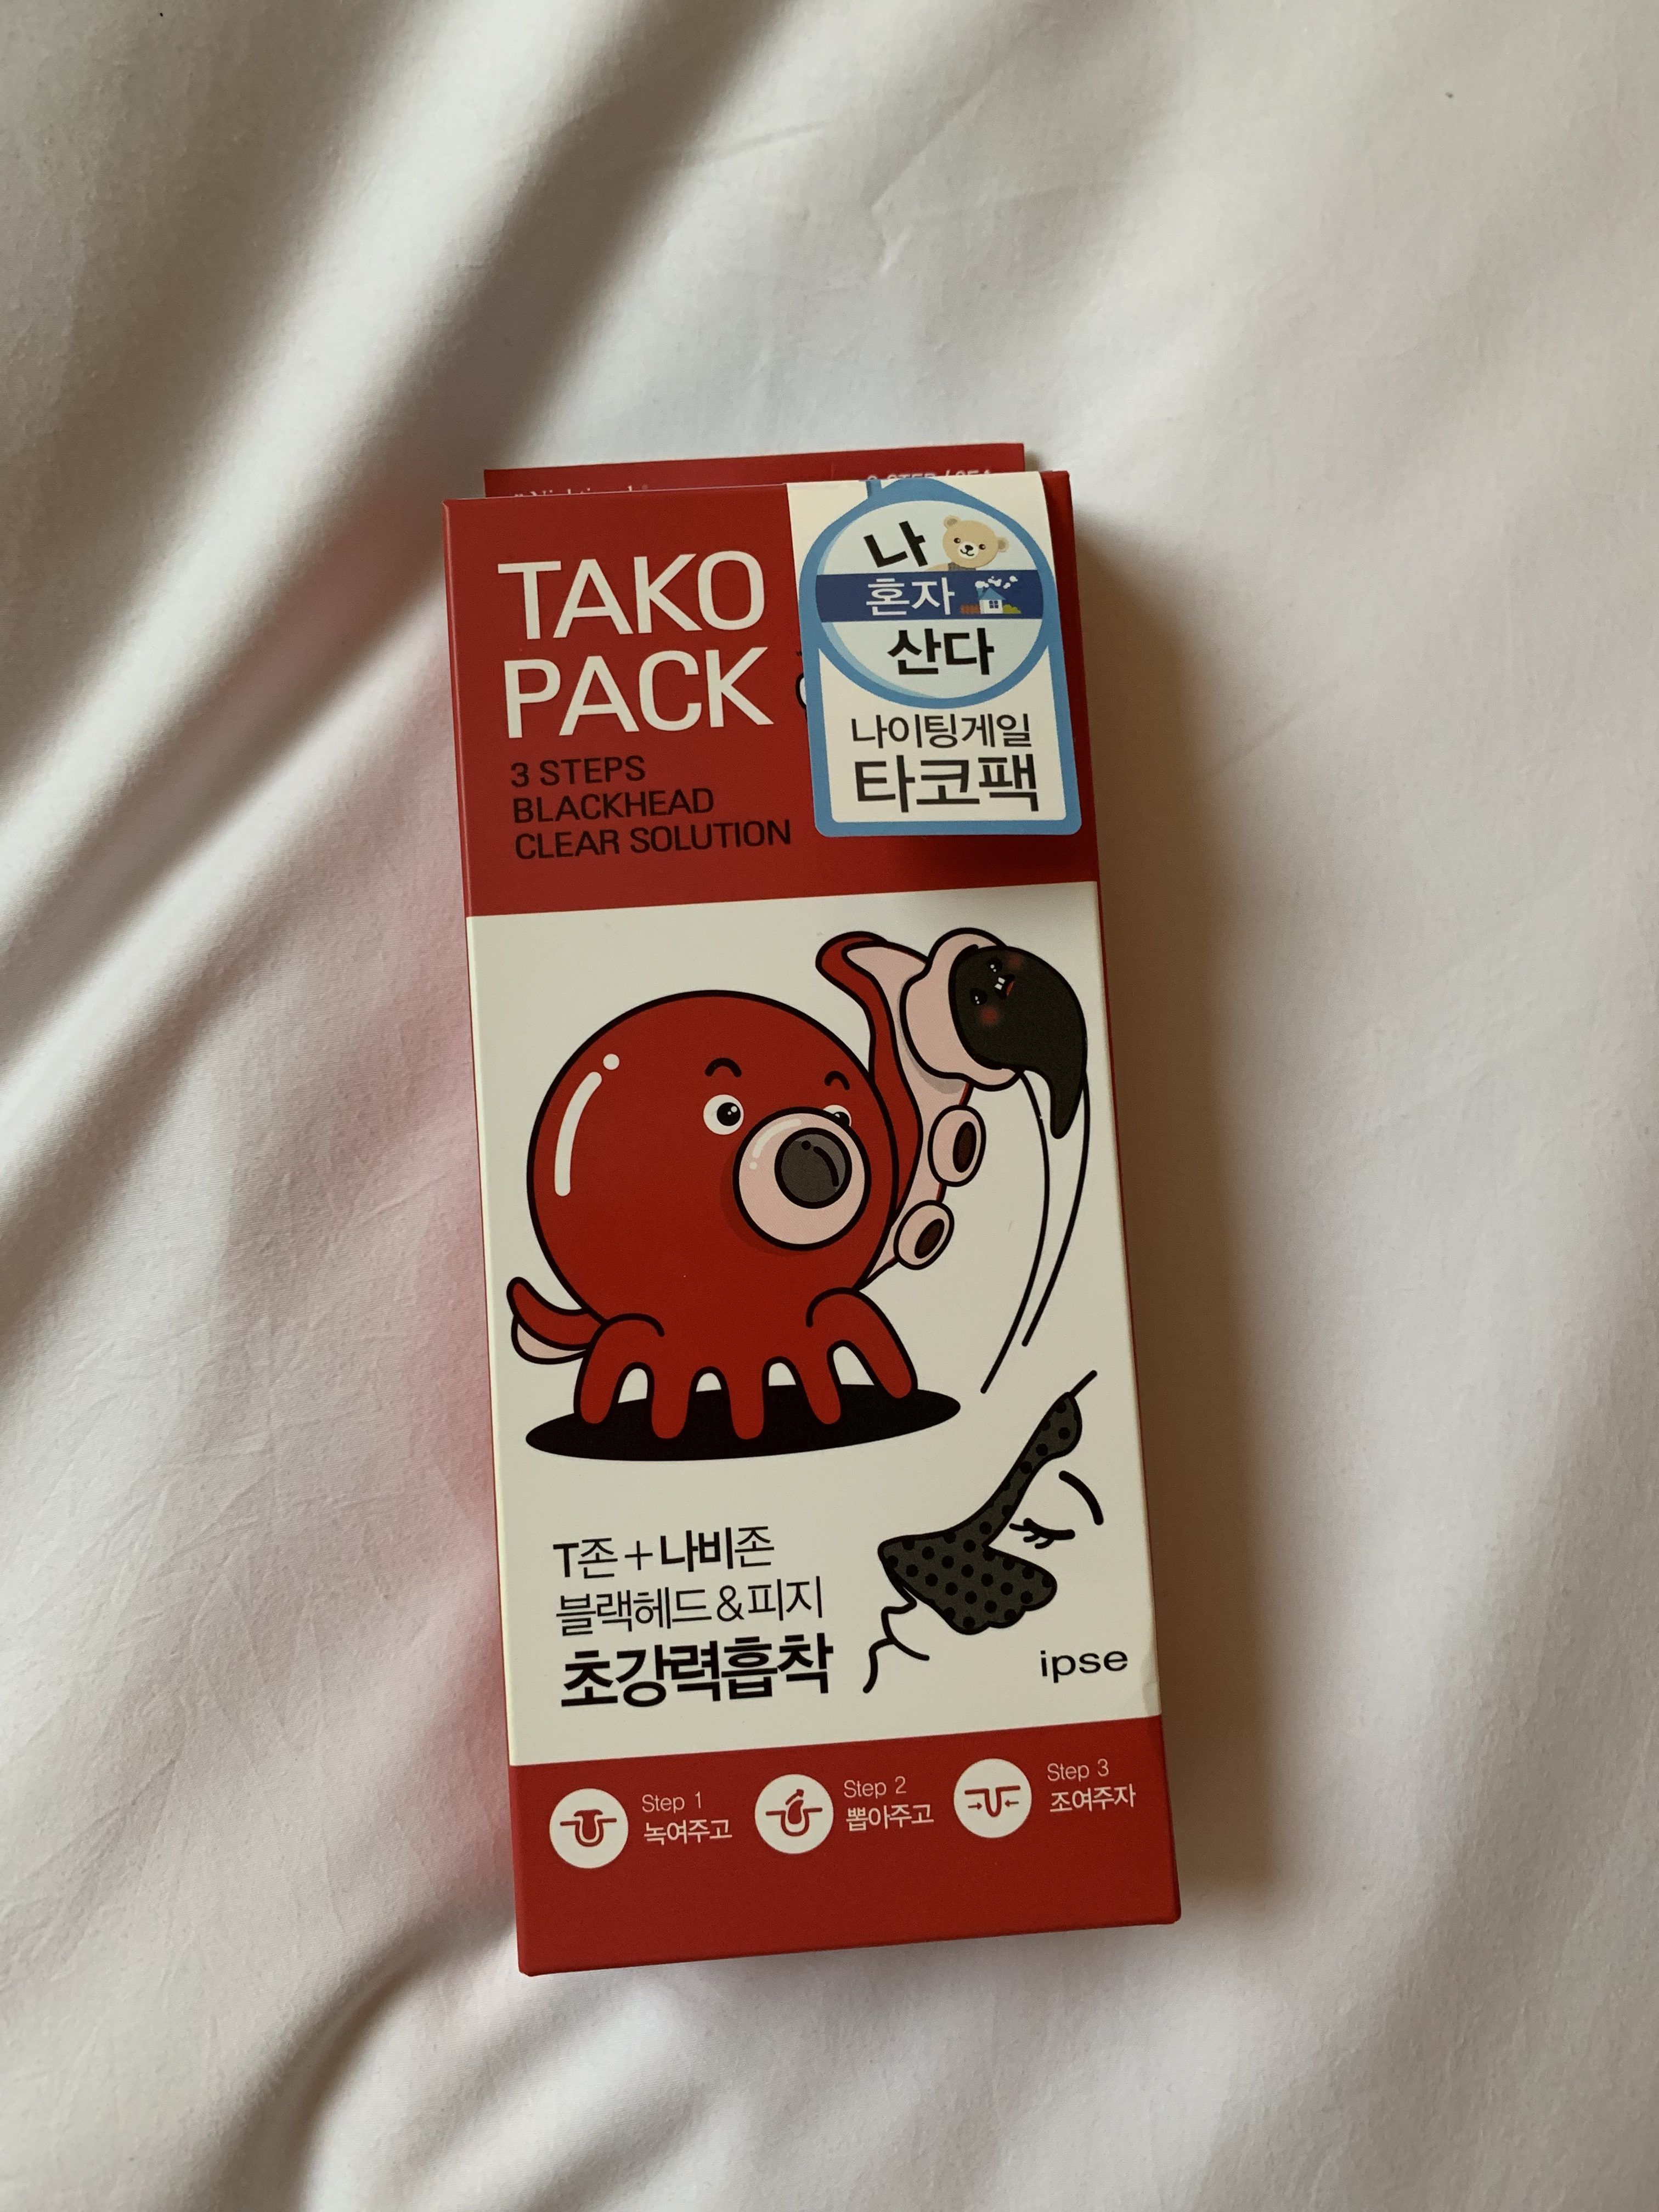 TAKO
PACK
3 STEPS
BLACKHEAD
CLEAR SOLUTION
나
혼자
산다
나이팅게일
타코팩
T존+나비존
블랙헤드&피지
초강력흡착
ipse
Step 1
녹여주고
Step 2
뽑아주고
Step 3
조여주자